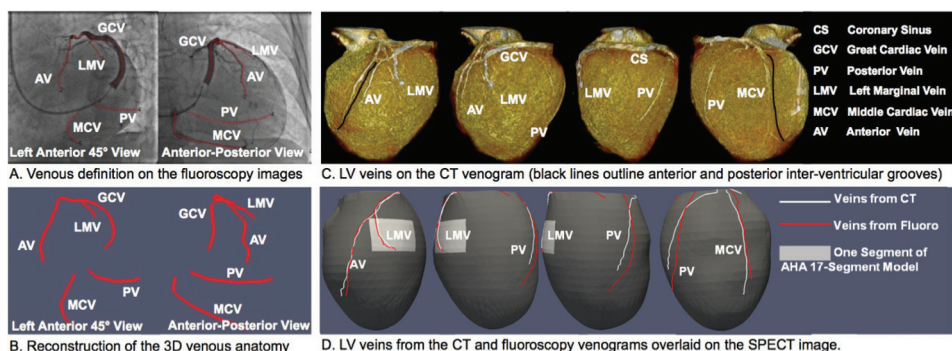 GCV
LMV
AV
PV
MCV
Left Anterior 45° View
GCV
LMV
AV
PV
MCV
Anterior-Posterior View
A. Venous definition on the fluoroscopy images
GCV
LMV
AV
PV
MCV
Left Anterior 45° View
GCV
LMV
AV
PV
MCV
Anterior-Posterior View
B. Reconstruction of the 3D venous anatomy
AV
LMV
GCV
AV
LMV
PV
CS
LMV
PV
PV
MCV
CS Coronary Sinus
GCV Great Cardiac Vein
PV Posterior Vein
LMV Left Marginal Vein
MCV Middle Cardiac Vein
AV Anterior Vein
C. LV veins on the CT venogram (black lines outline anterior and posterior inter-ventricular grooves)
LMV
AV
LMV
PV
LMV
PV
MCV
PV
Veins from CT
Veins from Fluoro
One Segment of
AHA 17-Segment Model
D. LV veins from the CT and fluoroscopy venograms overlaid on the SPECT image.